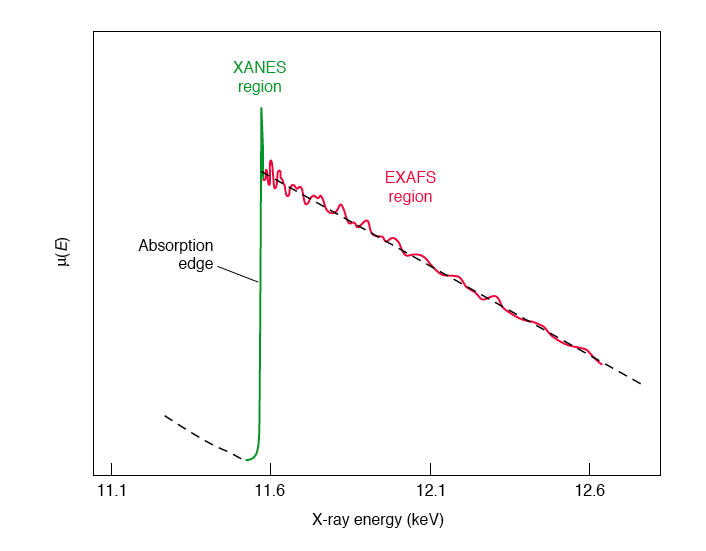 XANES
region
EXAFS
region
Absorption
edge
μ(E)
11.1
11.6
12.1
12.6
X-ray energy (keV)